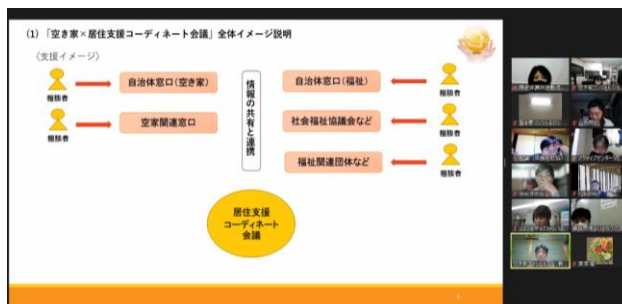 (1)「空き家×居住支援コーディネート会議」全体イメージ説明
〈支援イメージ〉
相談者
自治体窓口(空き家)
相談者
空家関連窓口
情報の共有と連携
自治体窓口(福祉)
相談者
社会福祉協議会など
相談者
福祉関連団体など
相談者
居住支援
コーディネート
会議